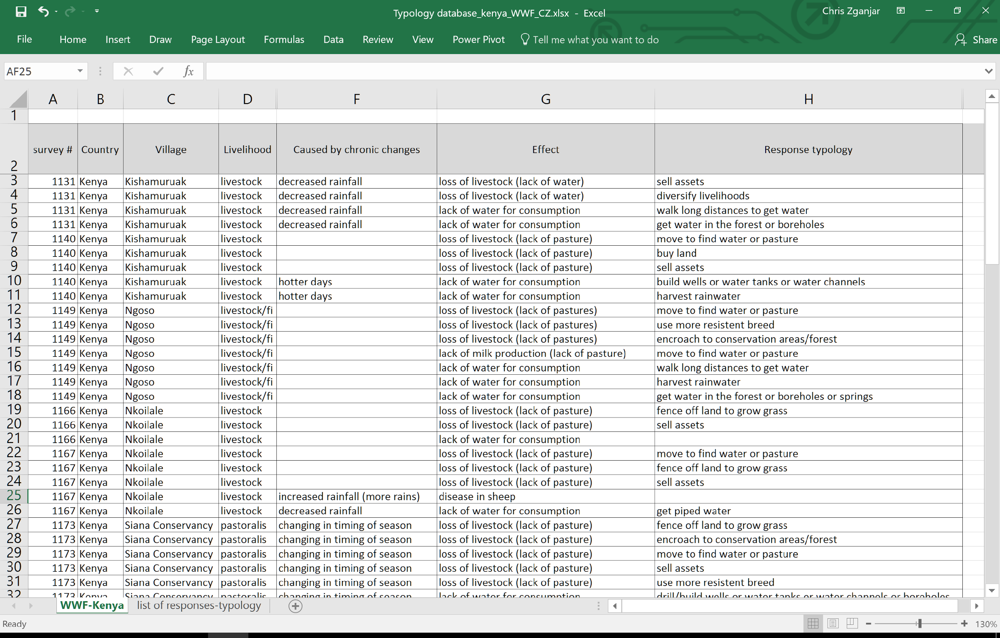 Typology database_kenya_WWF_CZ.xlsx - Excel
Chris Zganjar
File Home Insert Draw Page Layout Formulas Data Review View Power Pivot Tell me what you want to do Share
AF25 fx
A B C D F G H
1
2 survey # Country Village Livelihood Caused by chronic changes Effect Response typology
3 1131 Kenya Kishamuruak livestock decreased rainfall loss of livestock (lack of water) sell assets
4 1131 Kenya Kishamuruak livestock decreased rainfall loss of livestock (lack of water) diversify livelihoods
5 1131 Kenya Kishamuruak livestock decreased rainfall lack of water for consumption walk long distances to get water
6 1131 Kenya Kishamuruak livestock decreased rainfall lack of water for consumption get water in the forest or boreholes
7 1140 Kenya Kishamuruak livestock loss of livestock (lack of pasture) move to find water or pasture
8 1140 Kenya Kishamuruak livestock loss of livestock (lack of pasture) buy land
9 1140 Kenya Kishamuruak livestock loss of livestock (lack of pasture) sell assets
10 1140 Kenya Kishamuruak livestock hotter days lack of water for consumption build wells or water tanks or water channels
11 1140 Kenya Kishamuruak livestock hotter days lack of water for consumption harvest rainwater
12 1149 Kenya Ngoso livestock/fi loss of livestock (lack of pastures) move to find water or pasture
13 1149 Kenya Ngoso livestock/fi loss of livestock (lack of pastures) use more resistent breed
14 1149 Kenya Ngoso livestock/fi loss of livestock (lack of pastures) encroach to conservation areas/forest
15 1149 Kenya Ngoso livestock/fi lack of milk production (lack of pasture) move to find water or pasture
16 1149 Kenya Ngoso livestock/fi lack of water for consumption walk long distances to get water
17 1149 Kenya Ngoso livestock/fi lack of water for consumption harvest rainwater
18 1149 Kenya Ngoso livestock/fi lack of water for consumption get water in the forest or boreholes or springs
19 1166 Kenya Nkoilale livestock loss of livestock (lack of pasture) fence off land to grow grass
20 1166 Kenya Nkoilale livestock loss of livestock (lack of pasture) sell assets
21 1166 Kenya Nkoilale livestock lack of water for consumption
22 1167 Kenya Nkoilale livestock loss of livestock (lack of pasture) move to find water or pasture
23 1167 Kenya Nkoilale livestock loss of livestock (lack of pasture) fence off land to grow grass
24 1167 Kenya Nkoilale livestock loss of livestock (lack of pasture) sell assets
25 1167 Kenya Nkoilale livestock increased rainfall (more rains) disease in sheep
26 1167 Kenya Nkoilale livestock decreased rainfall lack of water for consumption get piped water
27 1173 Kenya Siana Conservancy pastoralis changing in timing of season loss of livestock (lack of pasture) fence off land to grow grass
28 1173 Kenya Siana Conservancy pastoralis changing in timing of season loss of livestock (lack of pasture) encroach to conservation areas/forest
29 1173 Kenya Siana Conservancy pastoralis changing in timing of season loss of livestock (lack of pasture) move to find water or pasture
30 1173 Kenya Siana Conservancy pastoralis changing in timing of season loss of livestock (lack of pasture) sell assets
31 1173 Kenya Siana Conservancy pastoralis changing in timing of season loss of livestock (lack of pasture) use more resistent breed
32 1173 Kenya Siana Conservancy pastoralis changing in timing of season lack of water for consumption drill/build wells or water tanks or water channels or boreholes
WWF-Kenya list of responses-typology
Ready 130%